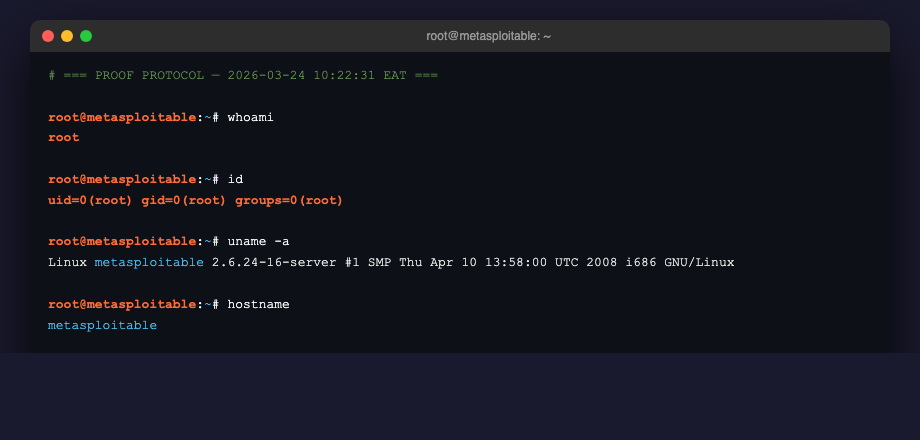 root@metasploitable: ~
# === PROOF PROTOCOL — 2026-03-24 10:22:31 EAT ===
root@metasploitable:~# whoami
root
root@metasploitable:~# id
uid=0(root) gid=0(root) groups=0(root)
root@metasploitable:~# uname -a
Linux metasploitable 2.6.24-16-server #1 SMP Thu Apr 10 13:58:00 UTC 2008 i686 GNU/Linux
root@metasploitable:~# hostname
metasploitable